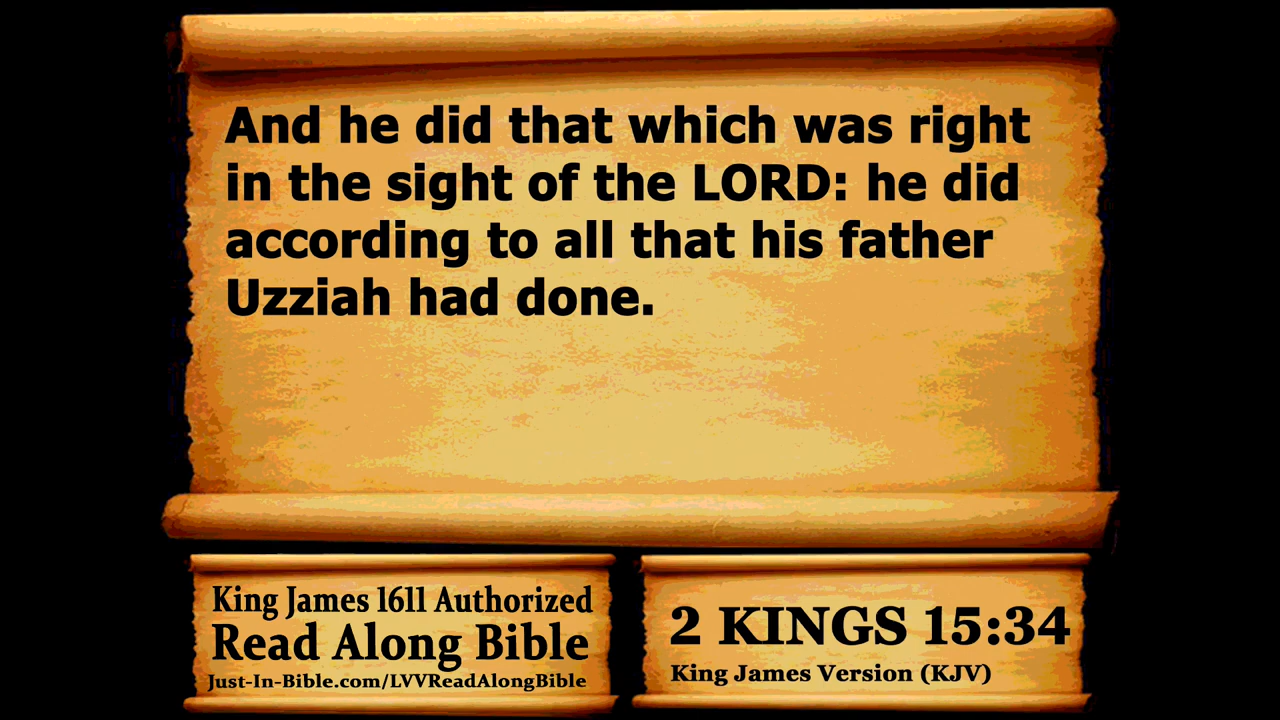 And he did that which was right
in the sight of the LORD: he did
according to all that his father
Uzziah had done.
King James 1611 Authorized
Read Along Bible
Just-In-Bible.com/LVVReadAlongBible
2 KINGS 15:34
King James Version (KJV)